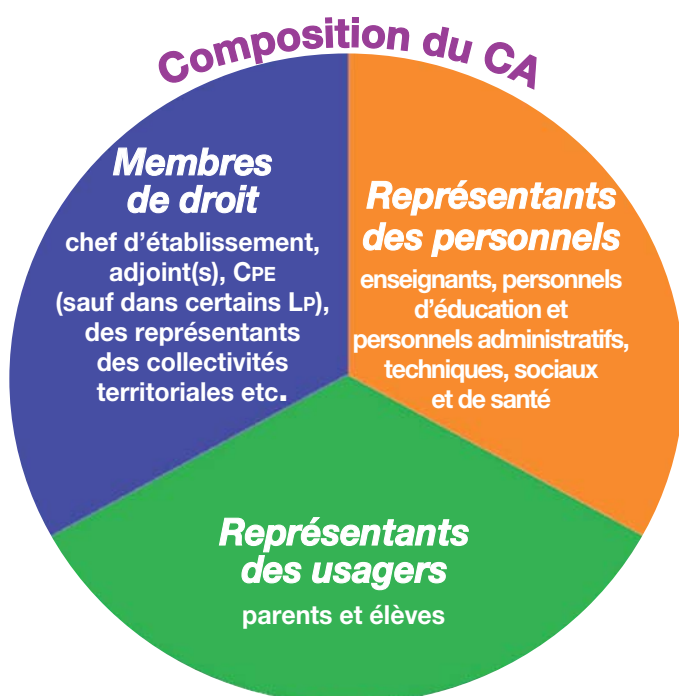 Composition du CA
Membres
de droit
chef d’établissement,
adjoint(s), CPE
(sauf dans certains LP),
des représentants
des collectivités
territoriales etc.
Représentants
des personnels
enseignants, personnels
d’éducation et
personnels administratifs,
techniques, sociaux
et de santé
Représentants
des usagers
parents et élèves